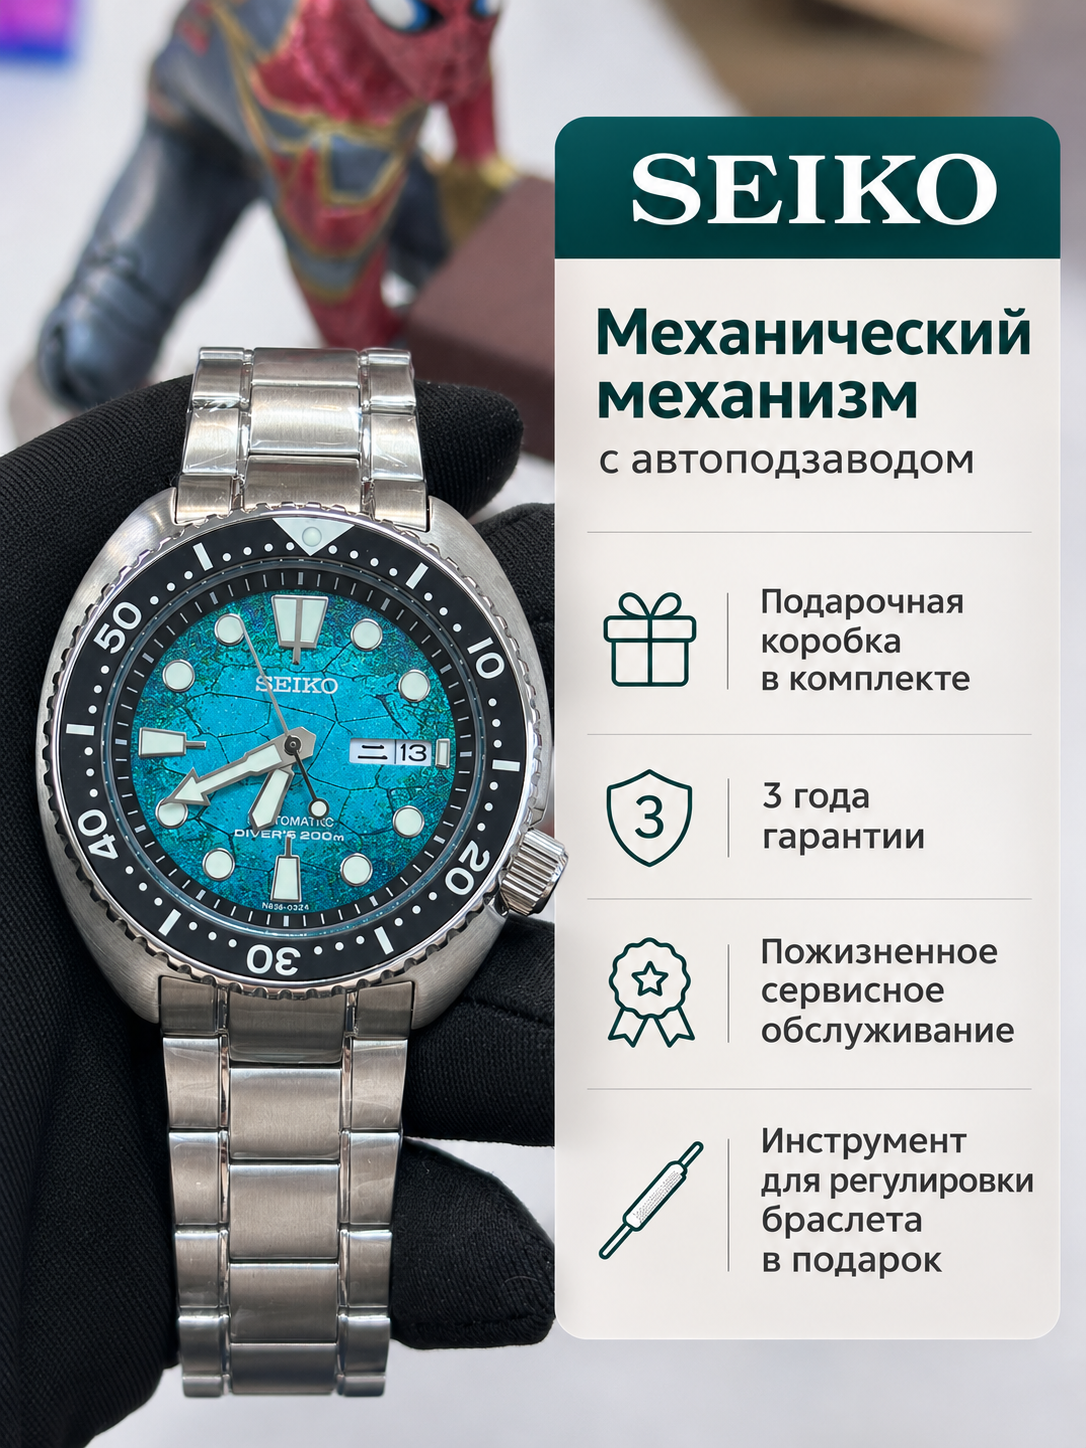 SEIKO
Механический
механизм
с автоподзаводом
Подарочная
коробка
в комплекте
3
3 года
гарантии
Пожизненное
сервисное
обслуживание
Инструмент
для регулировки
браслета
в подарок
50
10
40
20
30
SEIKO
二 13
DIVER'S 200m